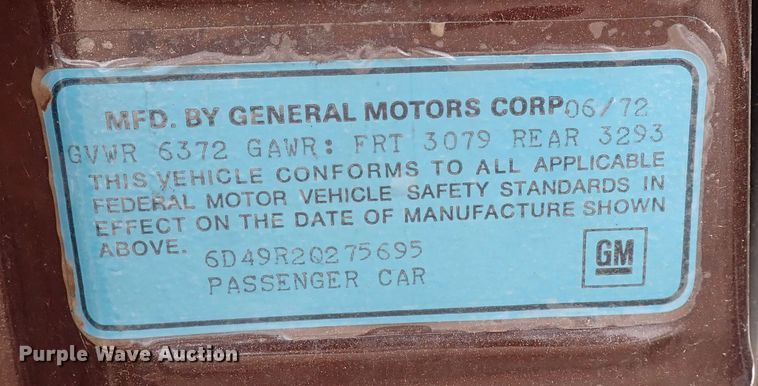 MFD. BY GENERAL MOTORS CORP 06/72
GVWR 6372 GAWR: FRT 3079 REAR 3293
THIS VEHICLE CONFORMS TO ALL APPLICABLE
FEDERAL MOTOR VEHICLE SAFETY STANDARDS IN
EFFECT ON THE DATE OF MANUFACTURE SHOWN
ABOVE.
6D49R2Q275695
PASSENGER CAR
GM
Purple Wave Auction